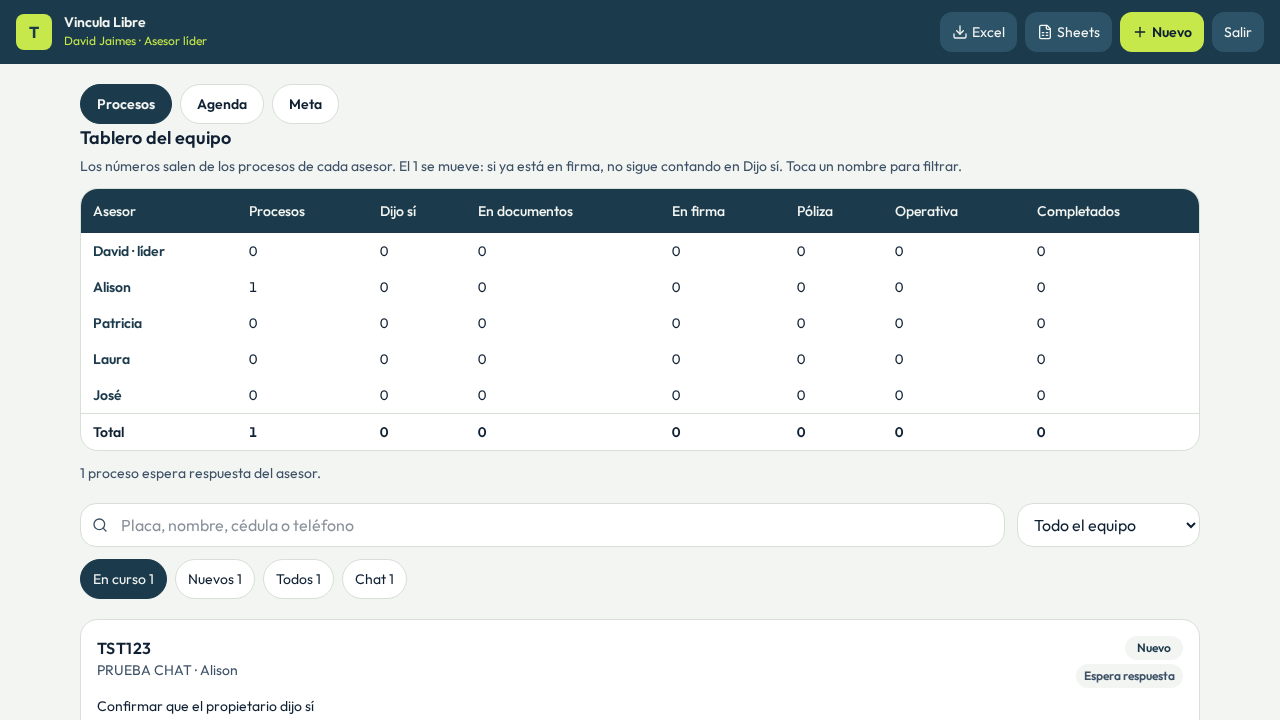 T
Vincula Libre
David Jaimes · Asesor líder
Excel
Sheets
+ Nuevo
Salir
Procesos
Agenda
Meta
Tablero del equipo
Los números salen de los procesos de cada asesor. El 1 se mueve: si ya está en firma, no sigue contando en Dijo sí. Toca un nombre para filtrar.
Asesor Procesos Dijo sí En documentos En firma Póliza Operativa Completados
David · líder 0 0 0 0 0 0 0
Alison 1 0 0 0 0 0 0
Patricia 0 0 0 0 0 0 0
Laura 0 0 0 0 0 0 0
José 0 0 0 0 0 0 0
Total 1 0 0 0 0 0 0
1 proceso espera respuesta del asesor.
Placa, nombre, cédula o teléfono
Todo el equipo
En curso 1
Nuevos 1
Todos 1
Chat 1
TST123
Nuevo
PRUEBA CHAT · Alison
Espera respuesta
Confirmar que el propietario dijo sí